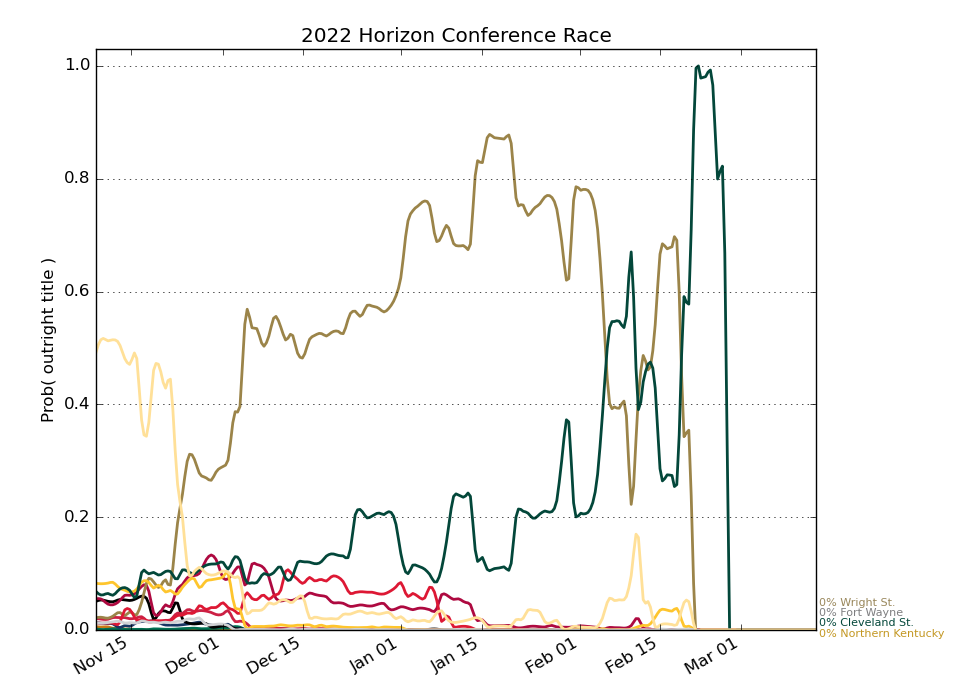 2022 Horizon Conference Race
Prob( outright title )
1.0
0.8
0.6
0.4
0.2
0.0
Nov 15
Dec 01
Dec 15
Jan 01
Jan 15
Feb 01
Feb 15
Mar 01
0% Wright St.
0% Fort Wayne
0% Cleveland St.
0% Northern Kentucky